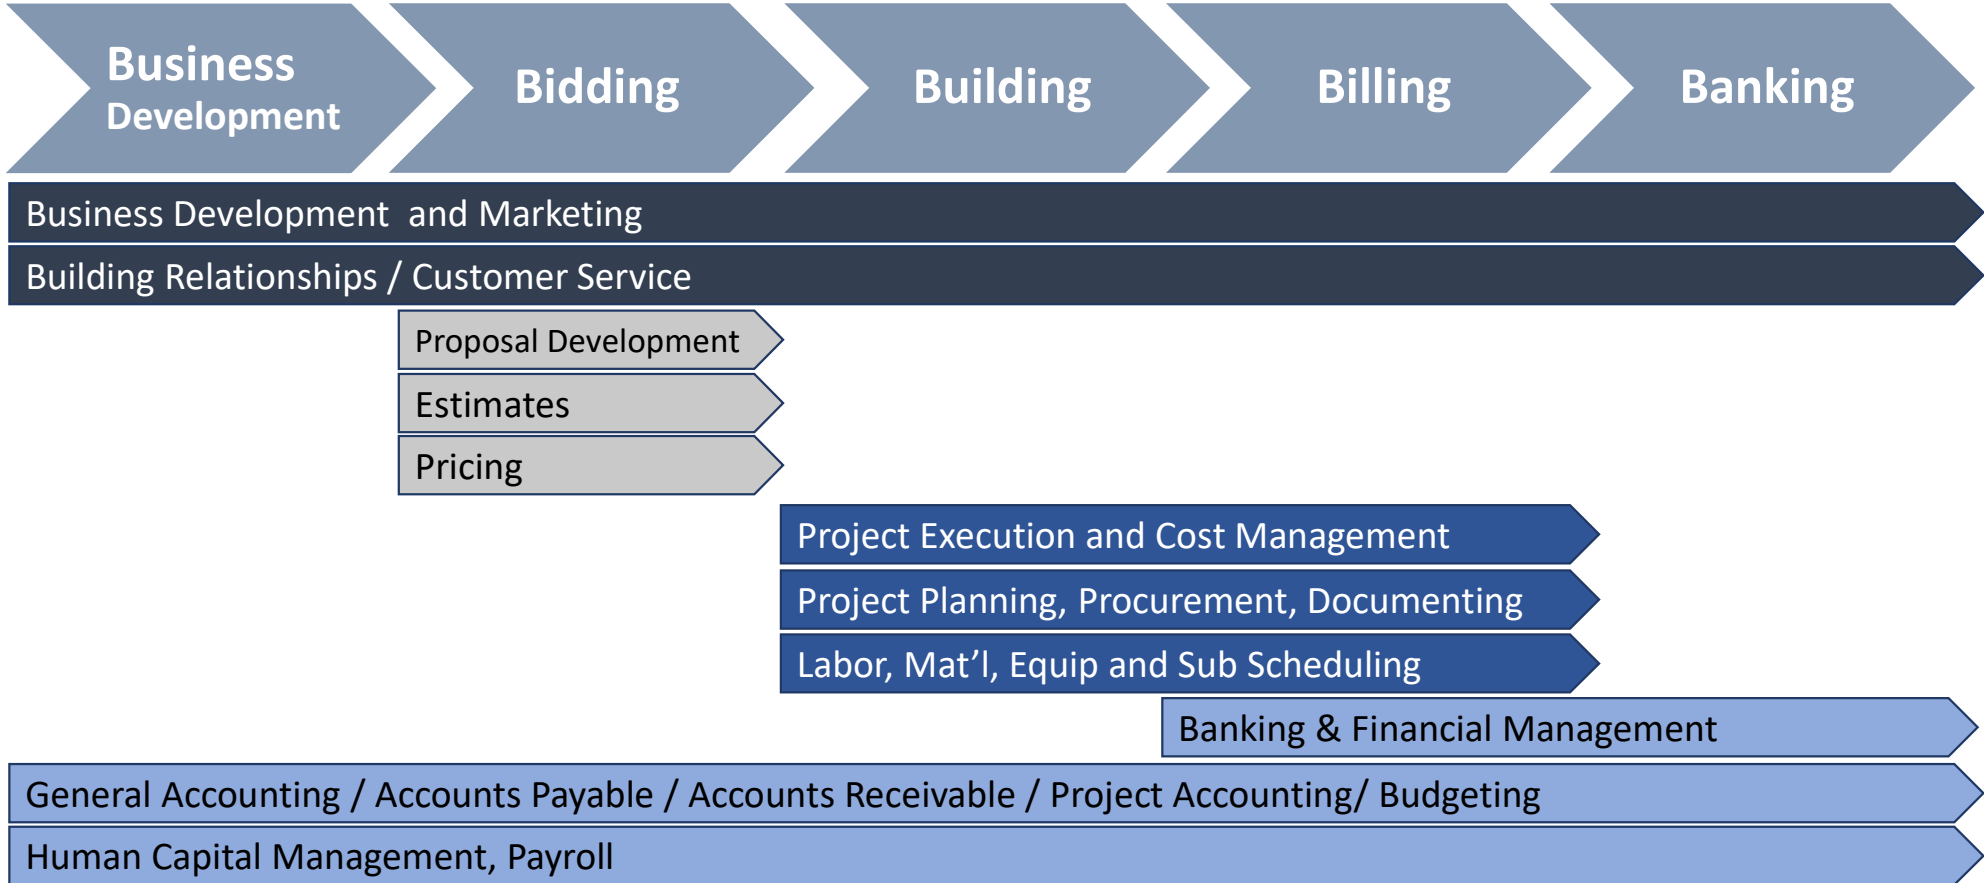 Business
Development
Bidding
Building
Billing
Banking
Business Development  and Marketing
Building Relationships / Customer Service
Proposal Development
Estimates
Pricing
Project Execution and Cost Management
Project Planning, Procurement, Documenting
Labor, Mat’l, Equip and Sub Scheduling
Banking & Financial Management
General Accounting / Accounts Payable / Accounts Receivable / Project Accounting/ Budgeting
Human Capital Management, Payroll